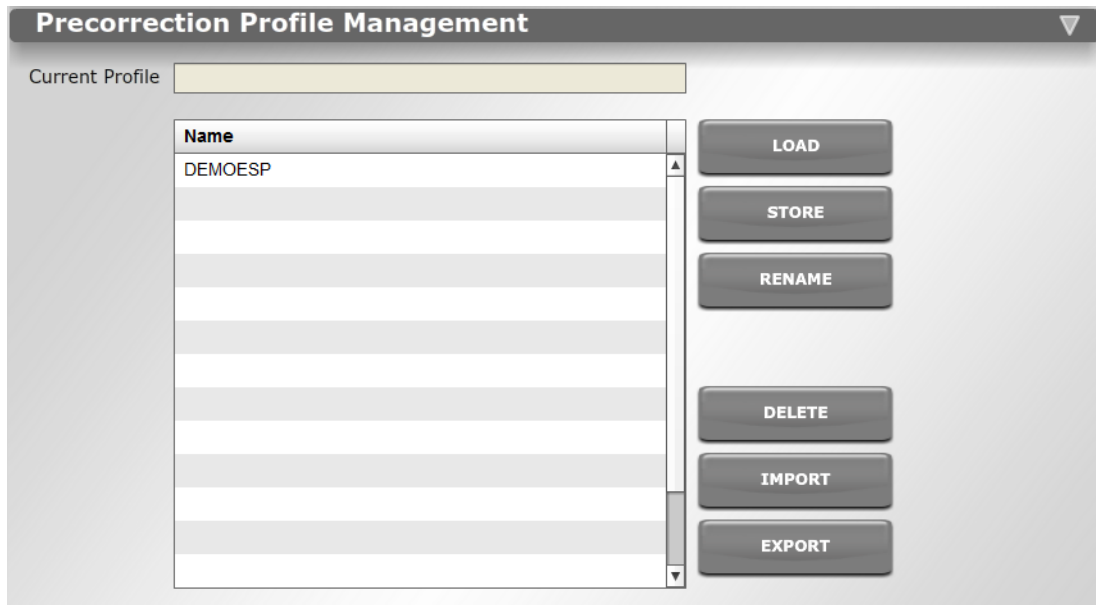 Precorrection Profile Management
Current Profile
Name
DEMOESP
LOAD
STORE
RENAME
DELETE
IMPORT
EXPORT